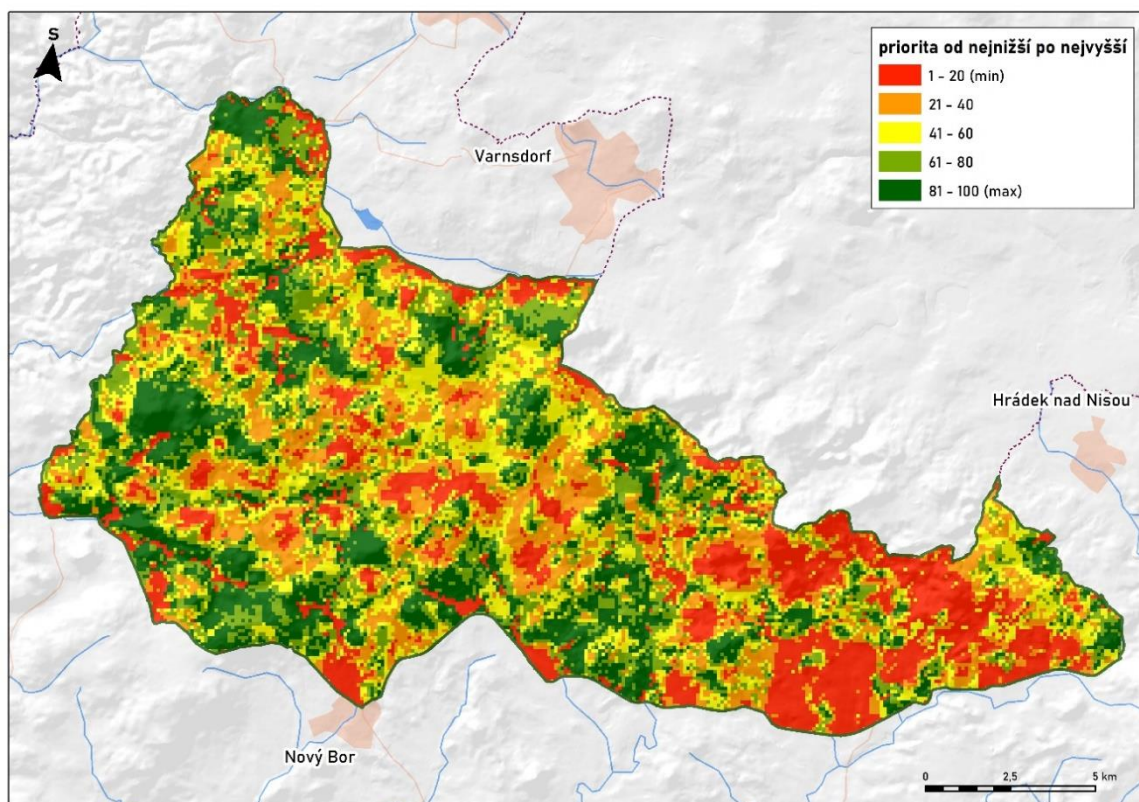 S
priorita od nejnižší po nejvyšší
1 - 20 (min)
21 - 40
41 - 60
61 - 80
81 - 100 (max)
Varnsdorf
Hrádek nad Nisou
Nový Bor
0 2,5 5 km